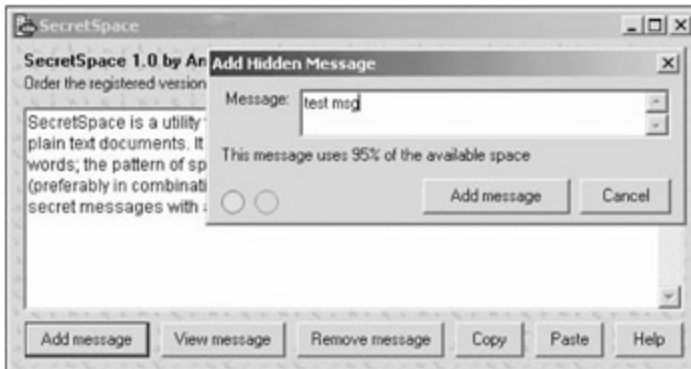 SecretSpace
SecretSpace 1.0 by An
Order the registered version
SecretSpace is a utility
plain text documents. It
words; the pattern of sp
(preferably in combinati
secret messages with a
Add Hidden Message
Message:
test msg
This message uses 95% of the available space
Add message
Cancel
Add message
View message
Remove message
Copy
Paste
Help